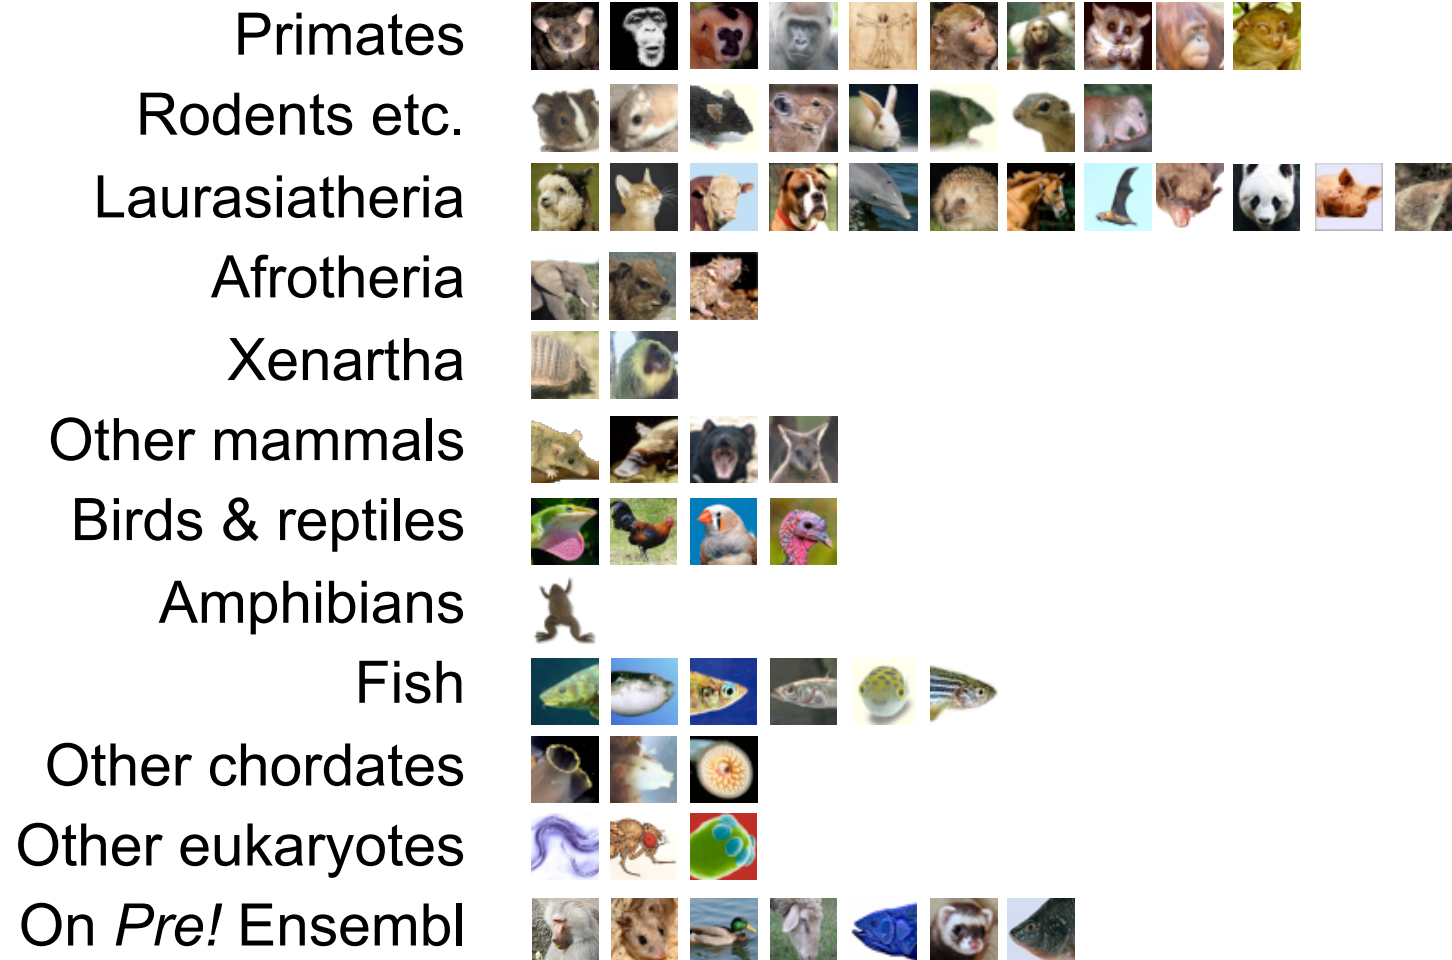 Primates
Rodents etc.
Laurasiatheria
Afrotheria
Xenartha
Other mammals
Birds & reptiles
Amphibians
Fish
Other chordates
Other eukaryotes
On Pre! Ensembl